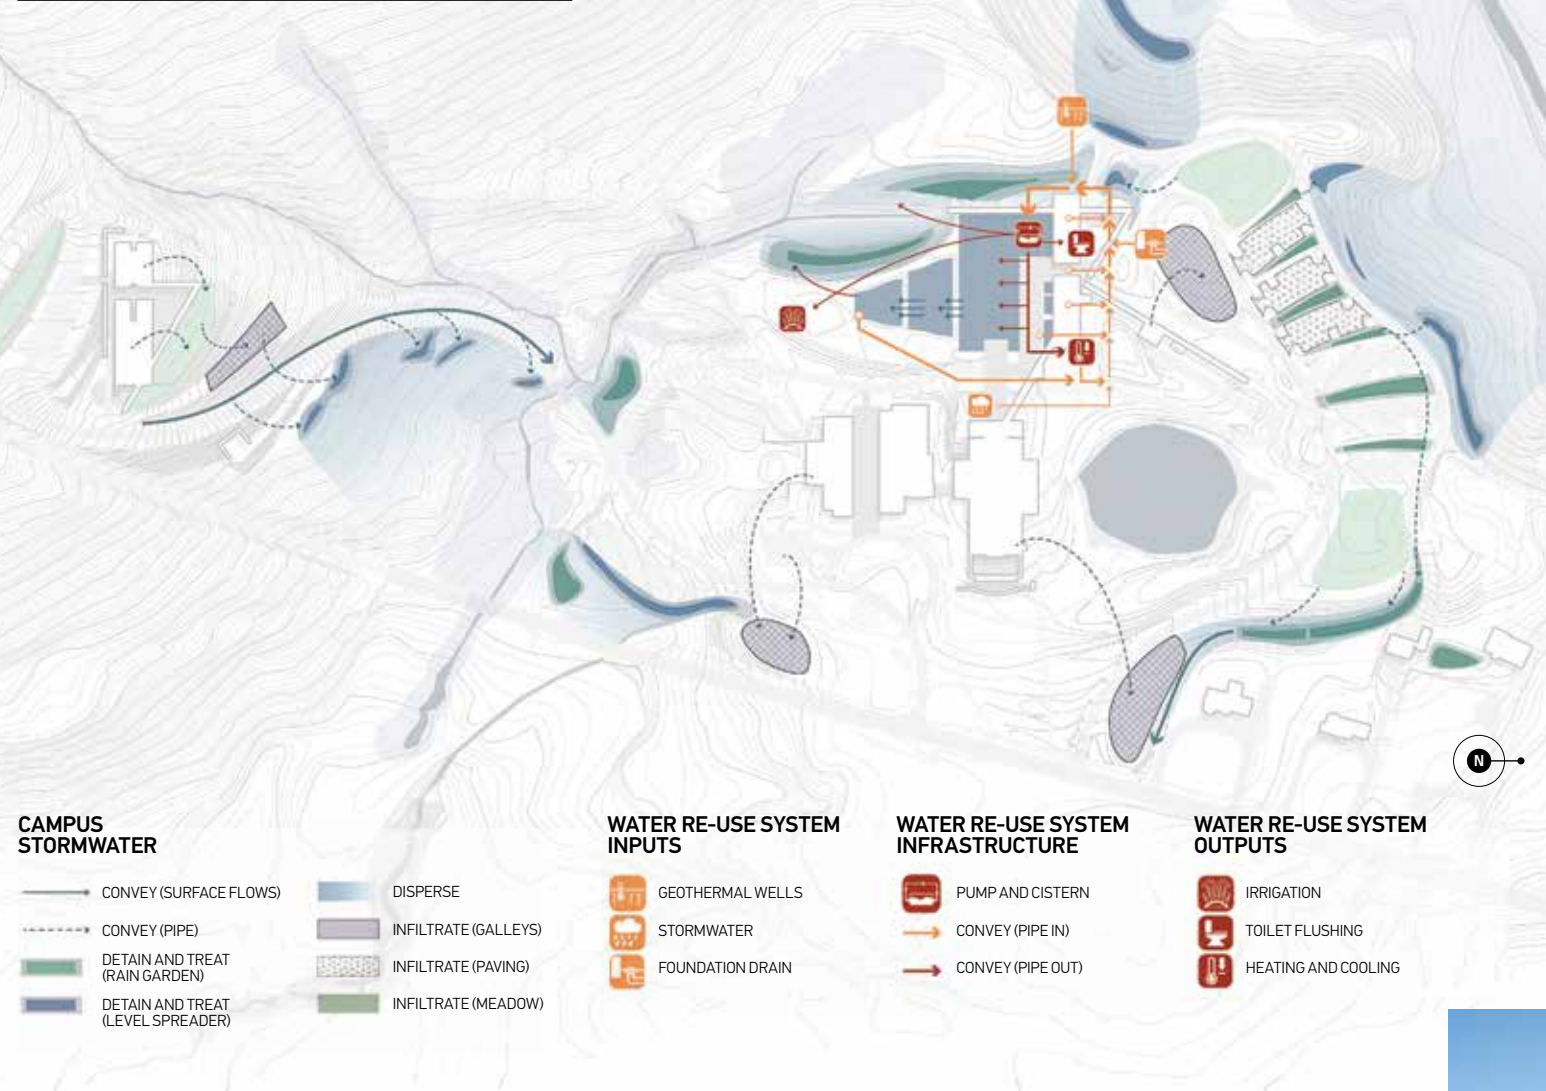 N
CAMPUS
STORMWATER
CONVEY (SURFACE FLOWS)
CONVEY (PIPE)
DETAIN AND TREAT
(RAIN GARDEN)
DETAIN AND TREAT
(LEVEL SPREADER)
DISPERSE
INFILTRATE (GALLEYS)
INFILTRATE (PAVING)
INFILTRATE (MEADOW)
WATER RE-USE SYSTEM
INPUTS
GEOTHERMAL WELLS
STORMWATER
FOUNDATION DRAIN
WATER RE-USE SYSTEM
INFRASTRUCTURE
PUMP AND CISTERN
CONVEY (PIPE IN)
CONVEY (PIPE OUT)
WATER RE-USE SYSTEM
OUTPUTS
IRRIGATION
TOILET FLUSHING
HEATING AND COOLING